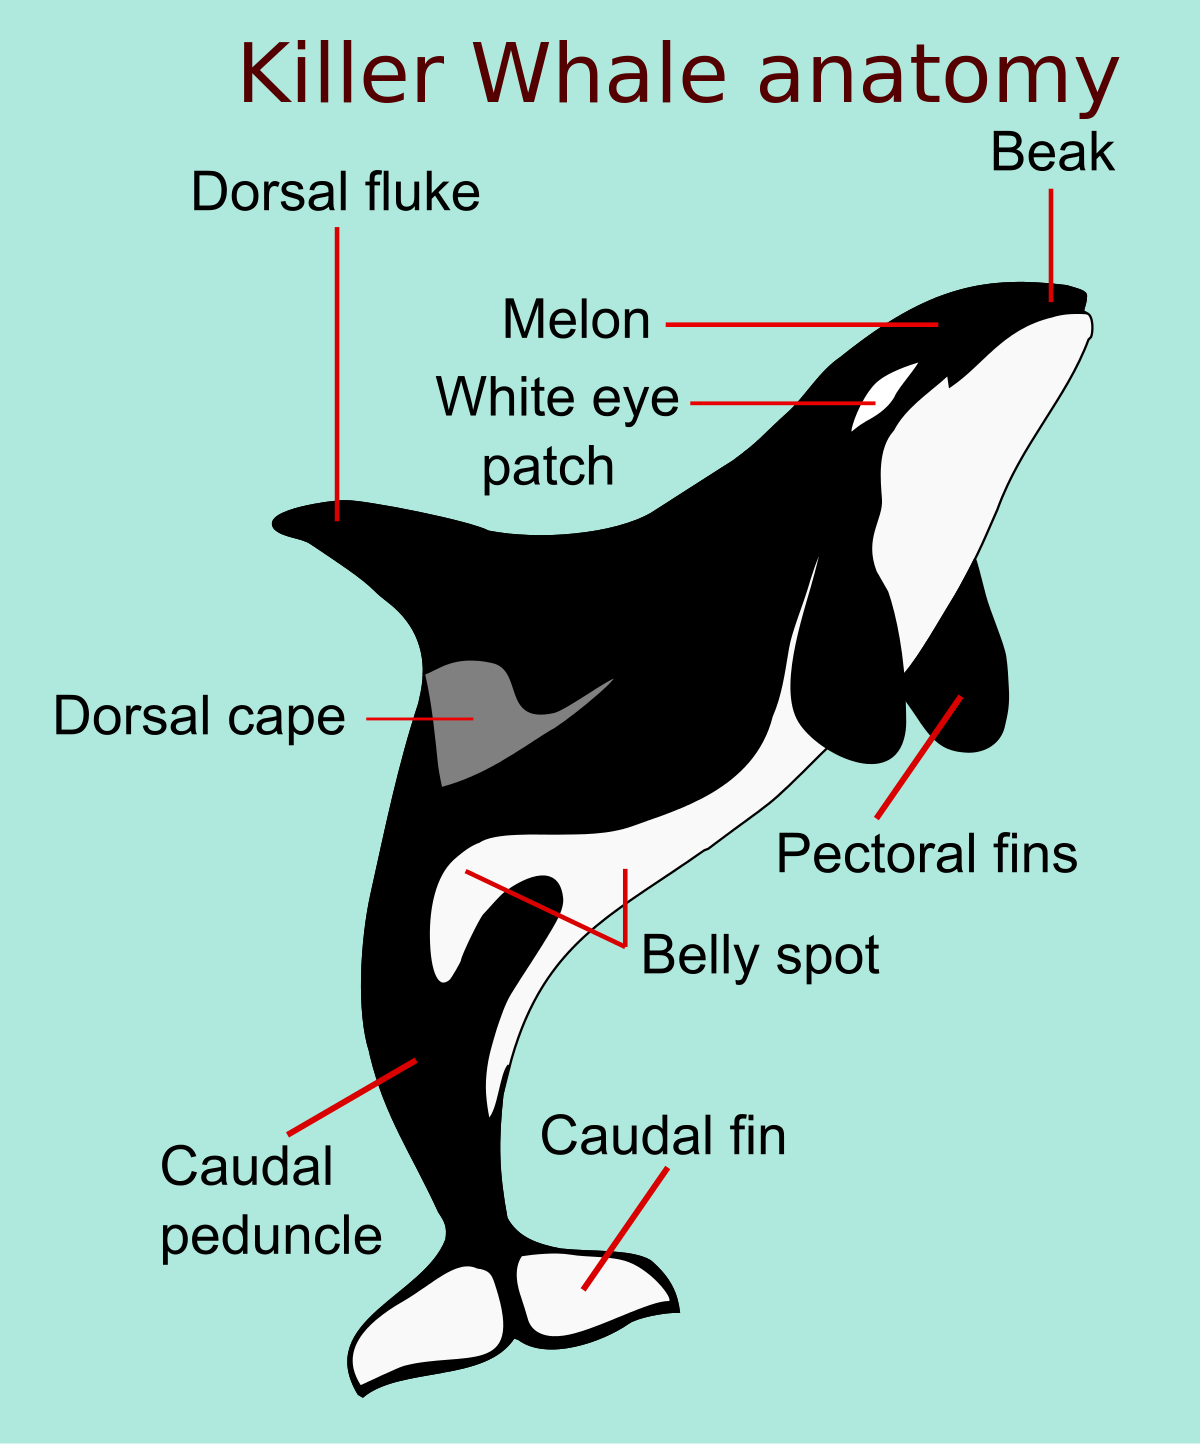 Killer Whale anatomy
Beak
Dorsal fluke
Melon
White eye
patch
Dorsal cape
Pectoral fins
Belly spot
Caudal fin
Caudal
peduncle